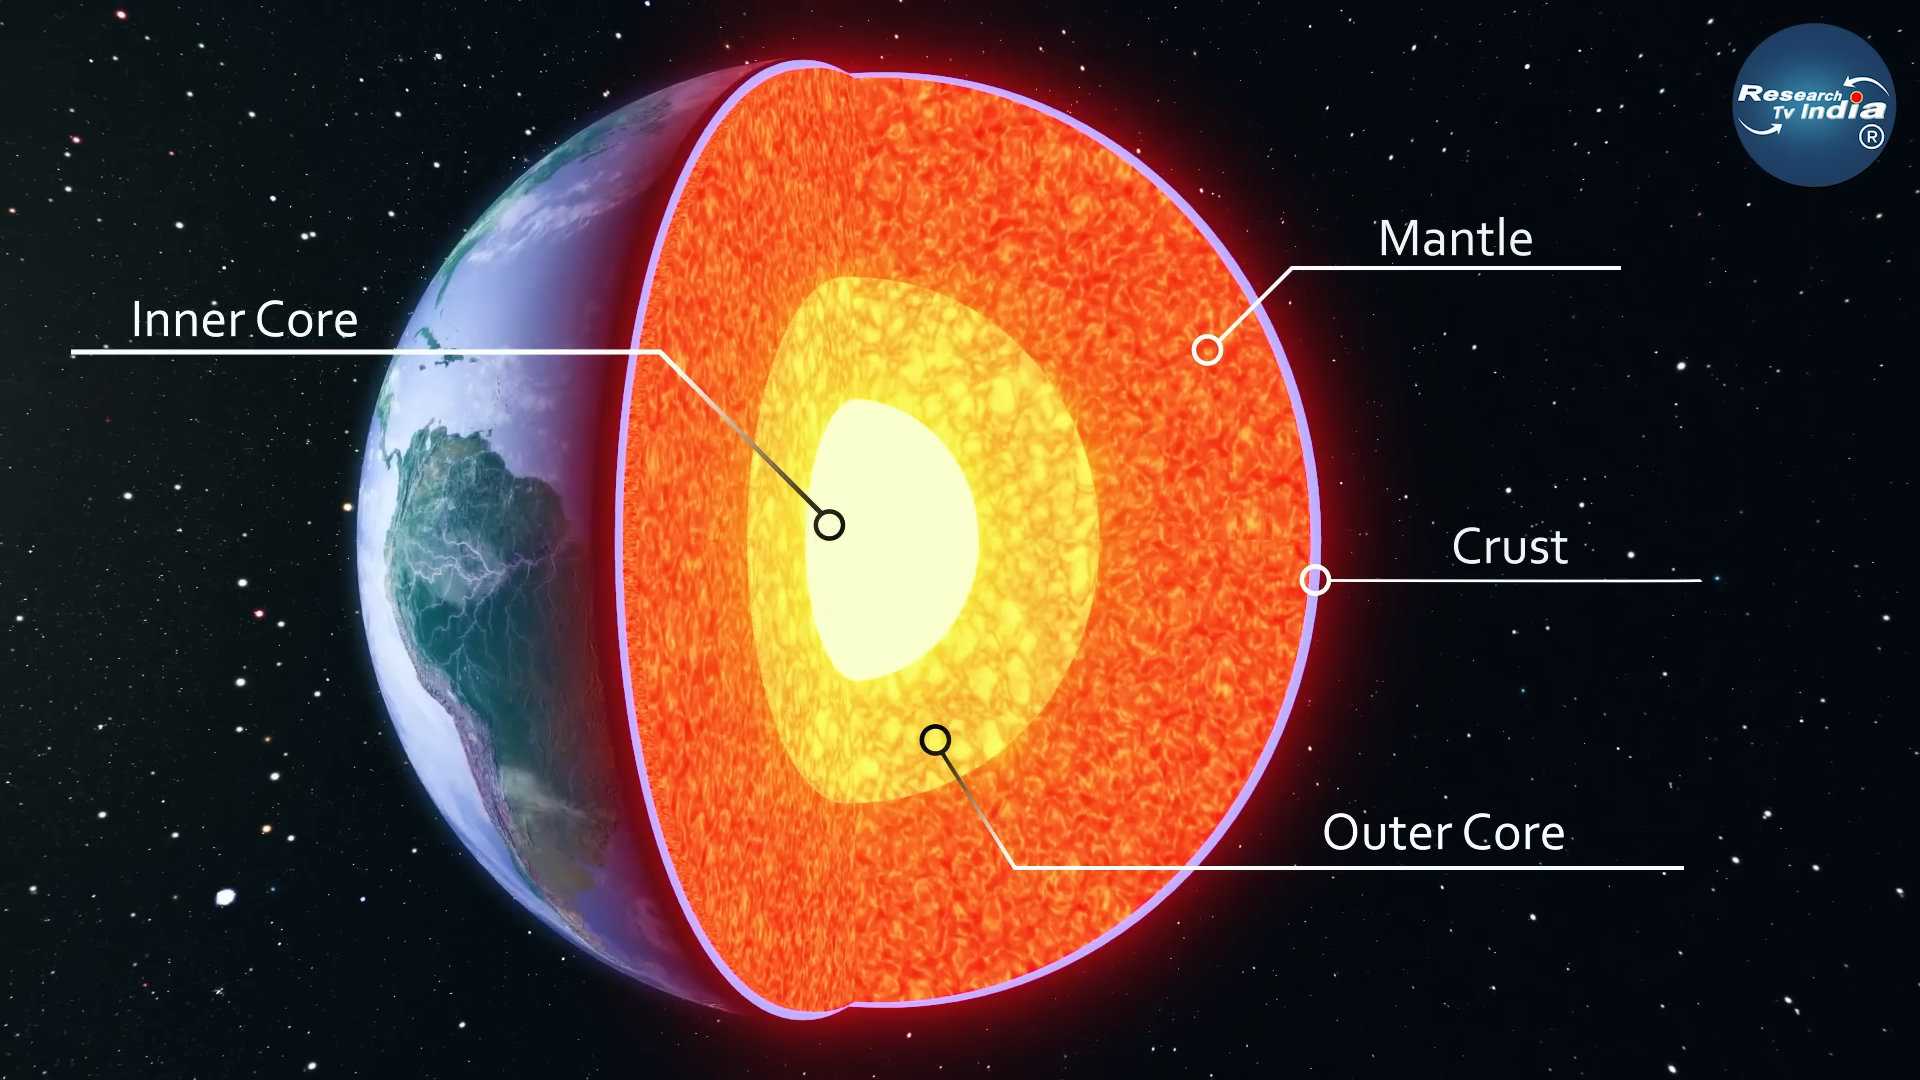 Research
Tv India
®
Mantle
Inner Core
Crust
Outer Core